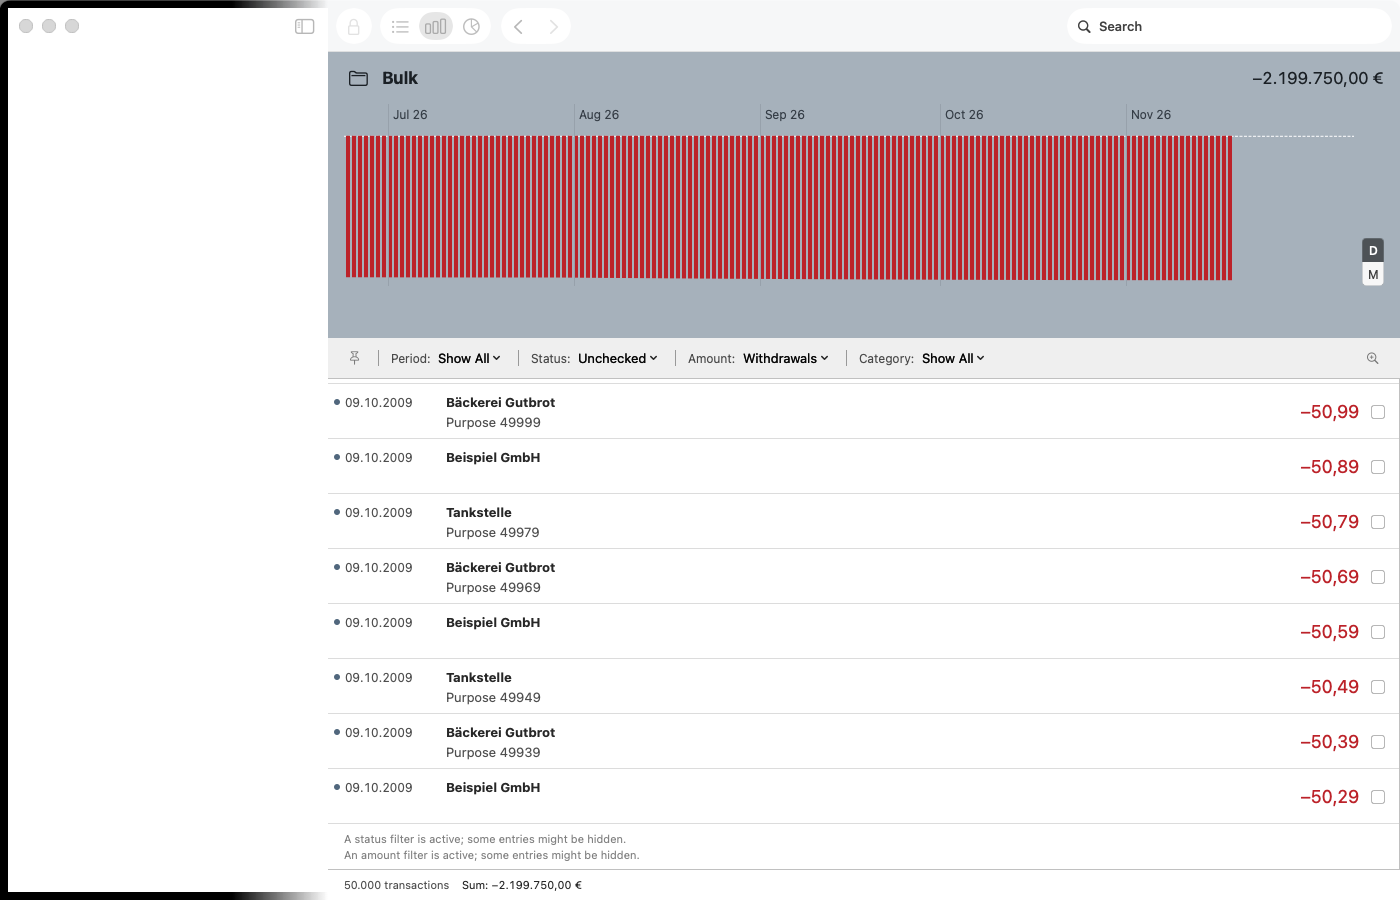 Search
Bulk
−2.199.750,00 €
Jul 26 Aug 26 Sep 26 Oct 26 Nov 26
D
M
Period: Show All Status: Unchecked Amount: Withdrawals Category: Show All
09.10.2009 Bäckerei Gutbrot −50,99
Purpose 49999
09.10.2009 Beispiel GmbH −50,89
09.10.2009 Tankstelle −50,79
Purpose 49979
09.10.2009 Bäckerei Gutbrot −50,69
Purpose 49969
09.10.2009 Beispiel GmbH −50,59
09.10.2009 Tankstelle −50,49
Purpose 49949
09.10.2009 Bäckerei Gutbrot −50,39
Purpose 49939
09.10.2009 Beispiel GmbH −50,29
A status filter is active; some entries might be hidden.
An amount filter is active; some entries might be hidden.
50.000 transactions Sum: −2.199.750,00 €